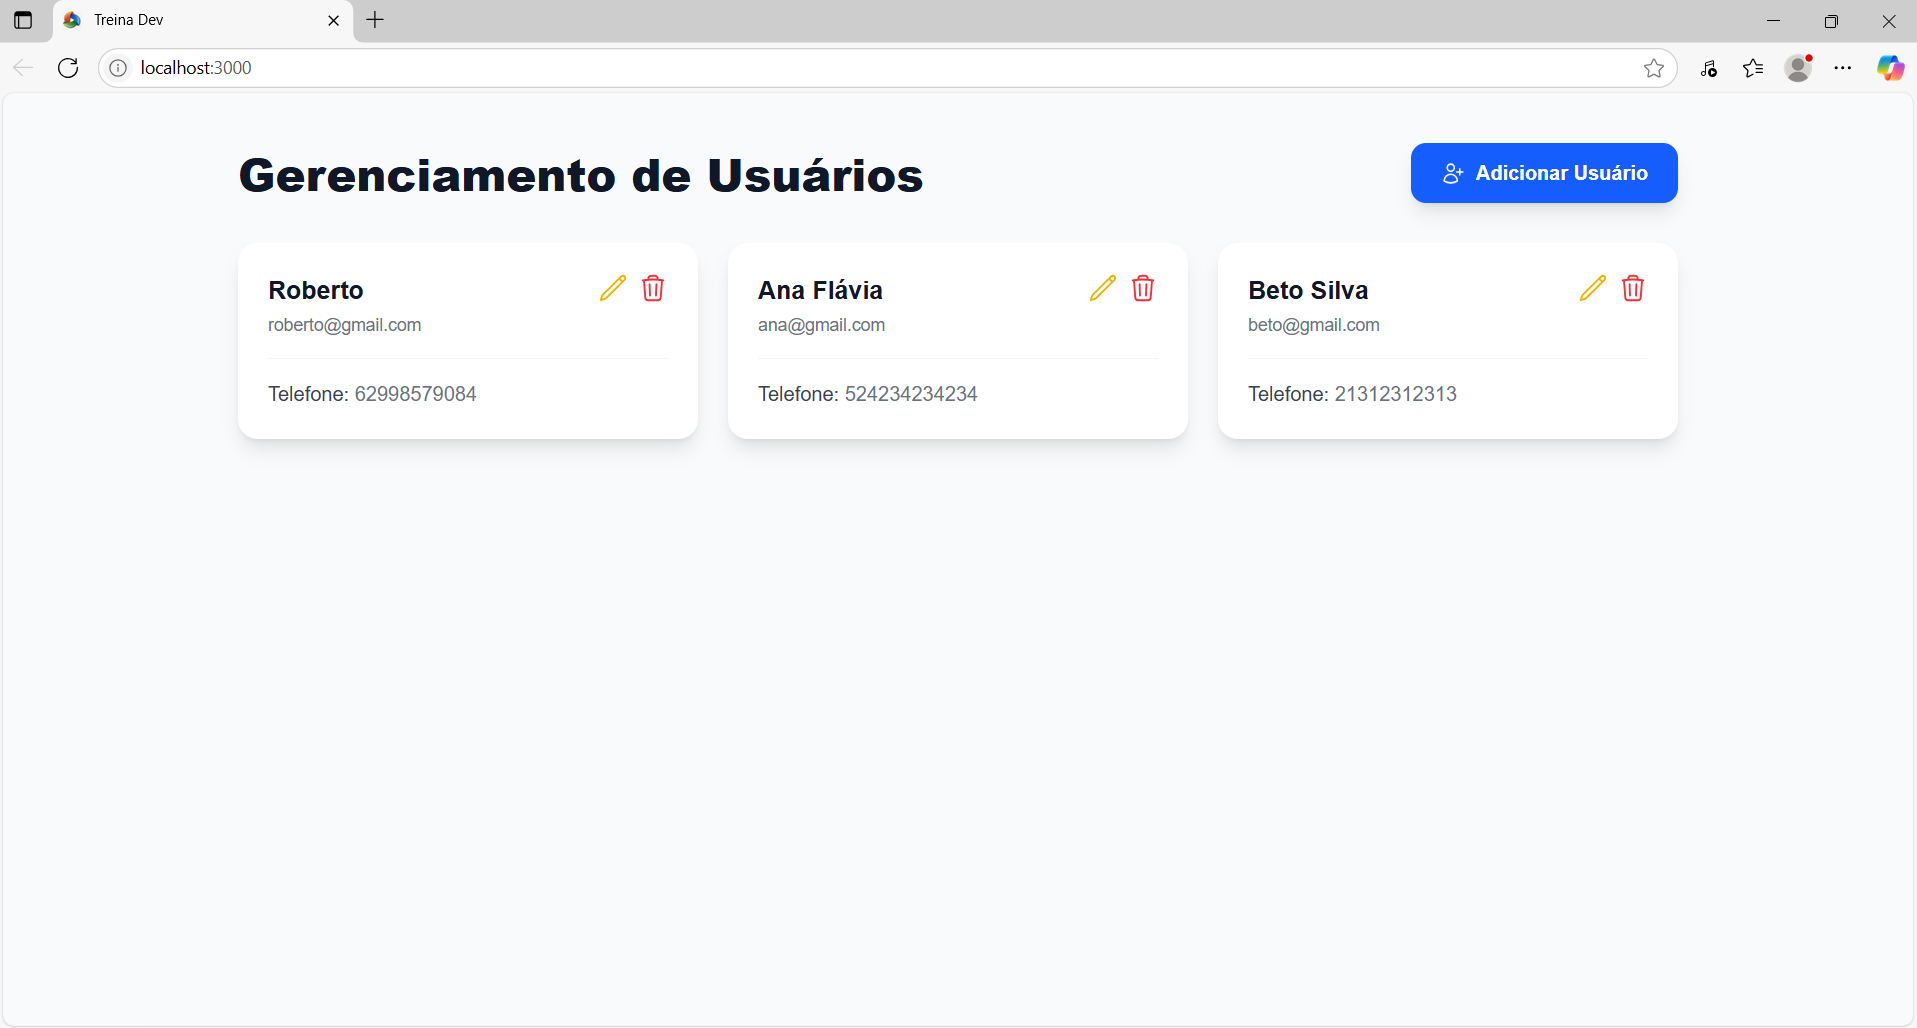 Treina Dev
localhost:3000
Gerenciamento de Usuários
Adicionar Usuário
Roberto
roberto@gmail.com
Telefone: 62998579084
Ana Flávia
ana@gmail.com
Telefone: 524234234234
Beto Silva
beto@gmail.com
Telefone: 21312312313